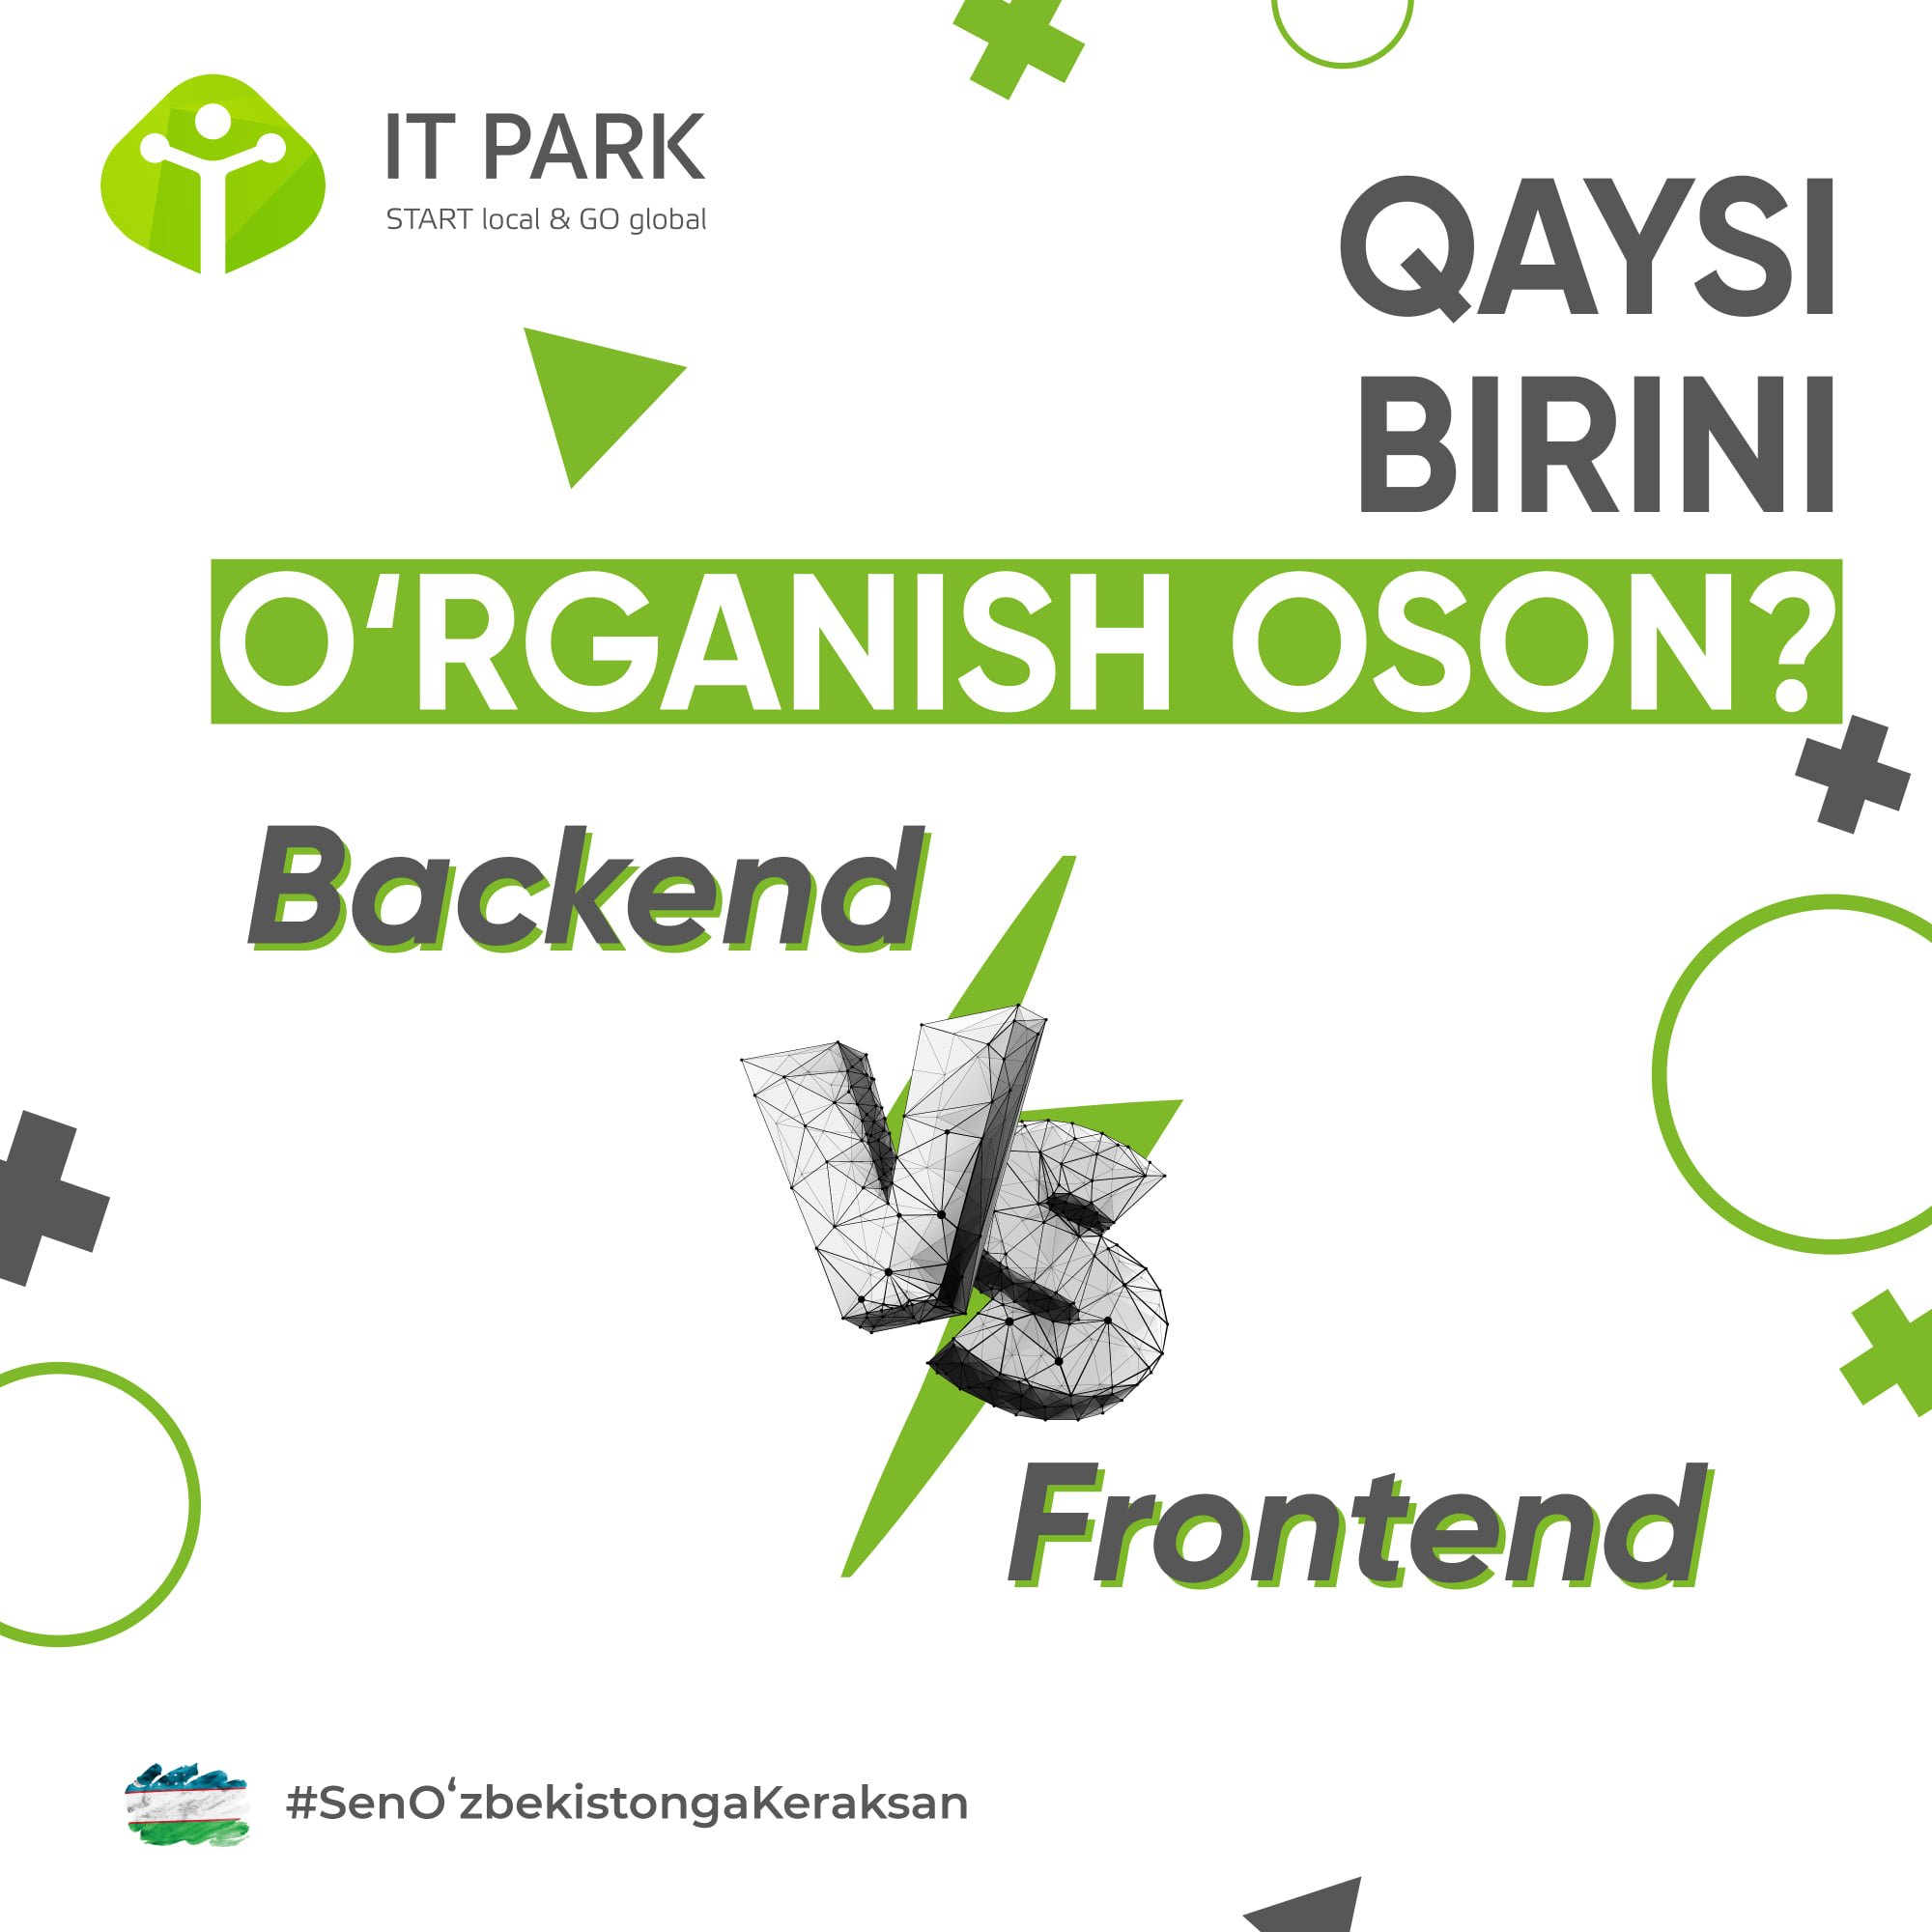 IT PARK
START local & GO global
QAYSI
BIRINI
O‘RGANISH OSON?
Backend
VS
Frontend
#SenO‘zbekistongaKeraksan